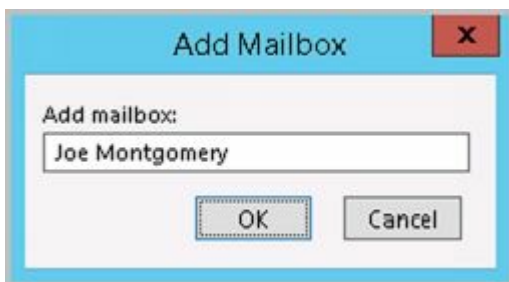 Add Mailbox
x
Add mailbox:
Joe Montgomery
OK Cancel